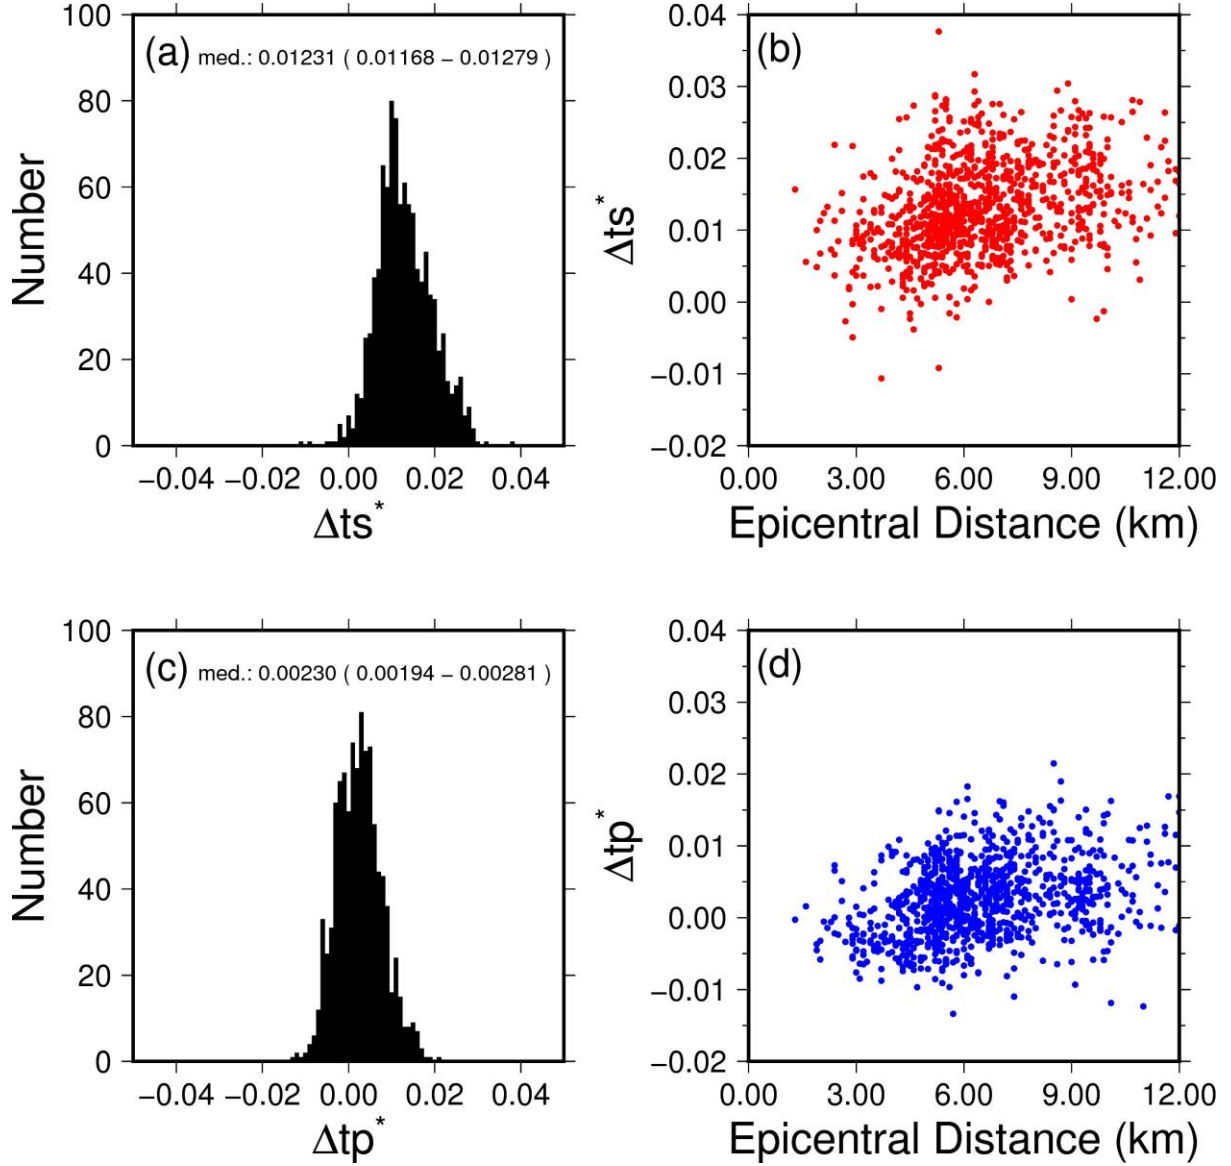 100
80
60
40
20
0
Number
(a) med.: 0.01231 ( 0.01168 − 0.01279 )
−0.04 −0.02 0.00 0.02 0.04
Δts*
0.04
0.03
0.02
0.01
0.00
−0.01
−0.02
Δts*
(b)
0.00 3.00 6.00 9.00 12.00
Epicentral Distance (km)
100
80
60
40
20
0
Number
(c) med.: 0.00230 ( 0.00194 − 0.00281 )
−0.04 −0.02 0.00 0.02 0.04
Δtp*
0.04
0.03
0.02
0.01
0.00
−0.01
−0.02
Δtp*
(d)
0.00 3.00 6.00 9.00 12.00
Epicentral Distance (km)